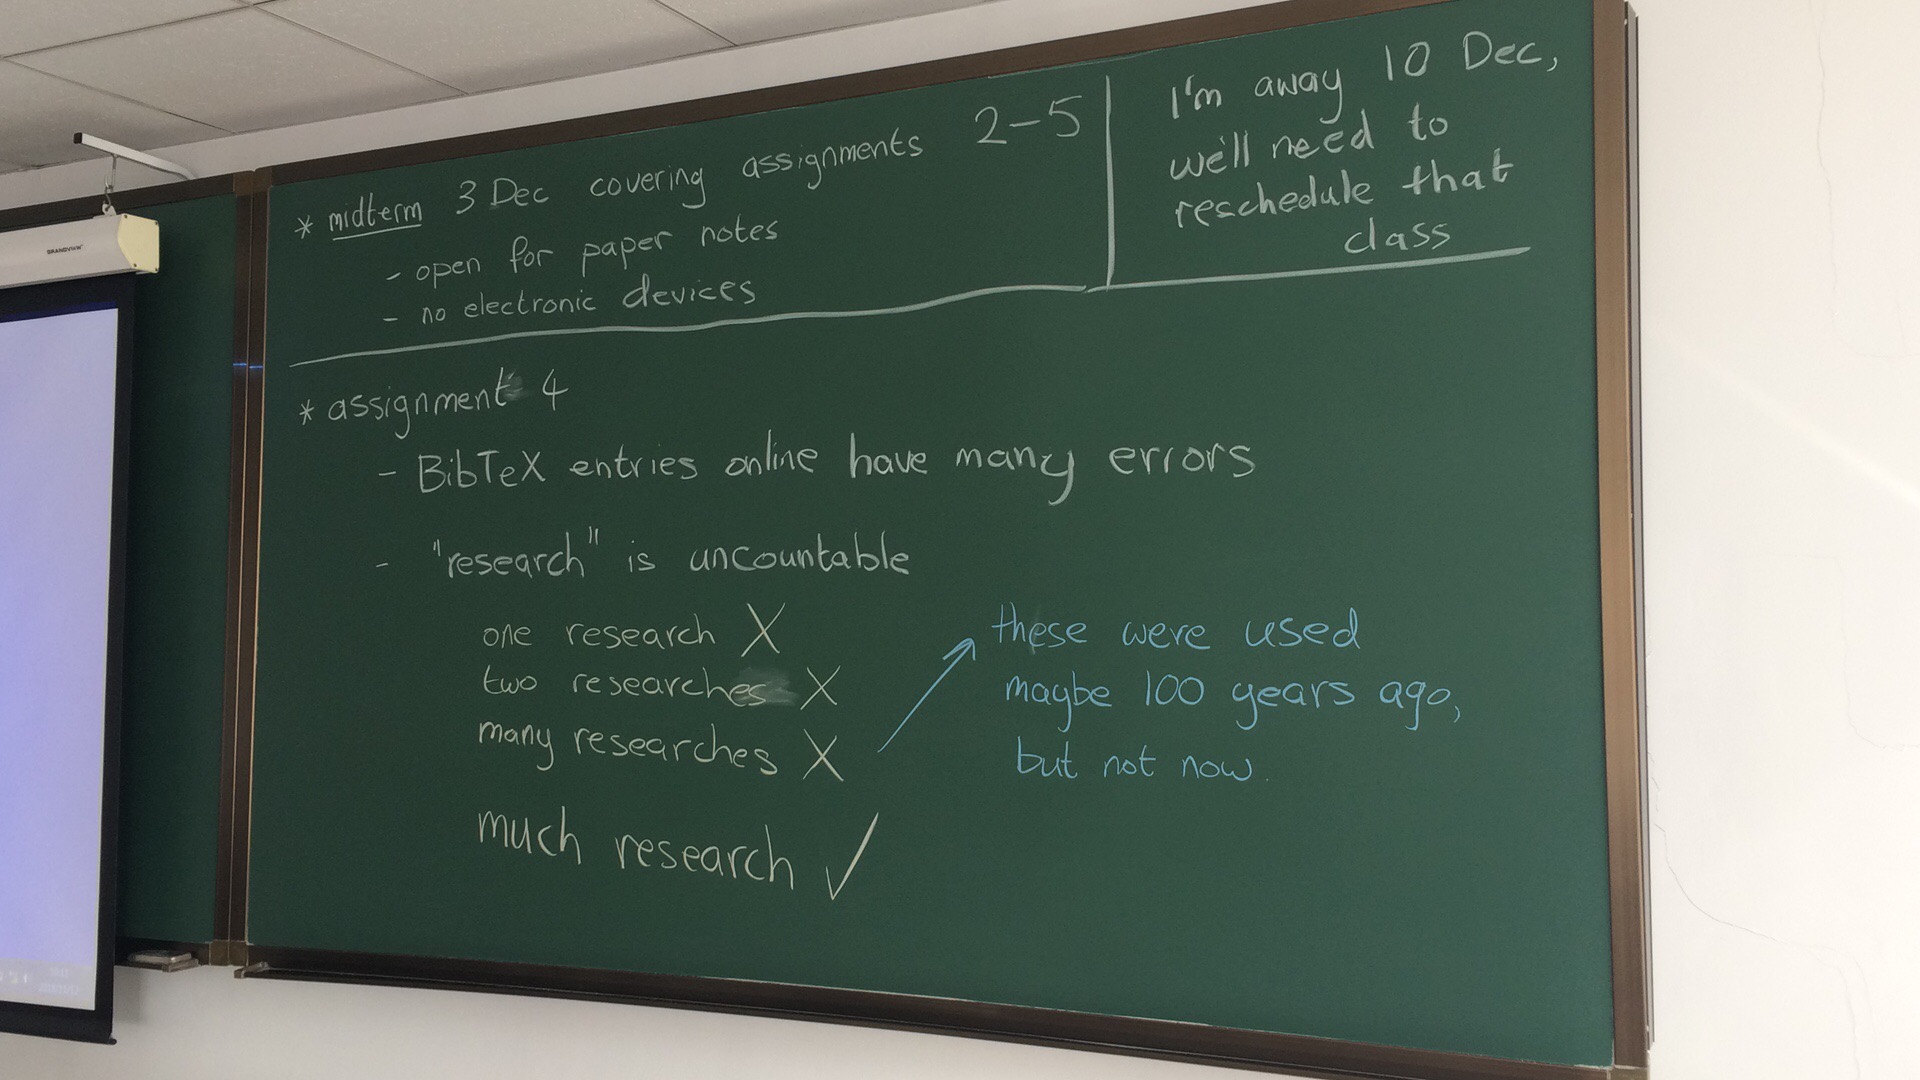 * midterm 3 Dec covering assignments 2-5
- open for paper notes
- no electronic devices
I'm away 10 Dec,
we'll need to
reschedule that
class
* assignment 4
- BibTeX entries online have many errors
- "research" is uncountable
one research X
two researches X
many researches X
much research ✓
these were used
maybe 100 years ago,
but not now.
GRANDVIEW